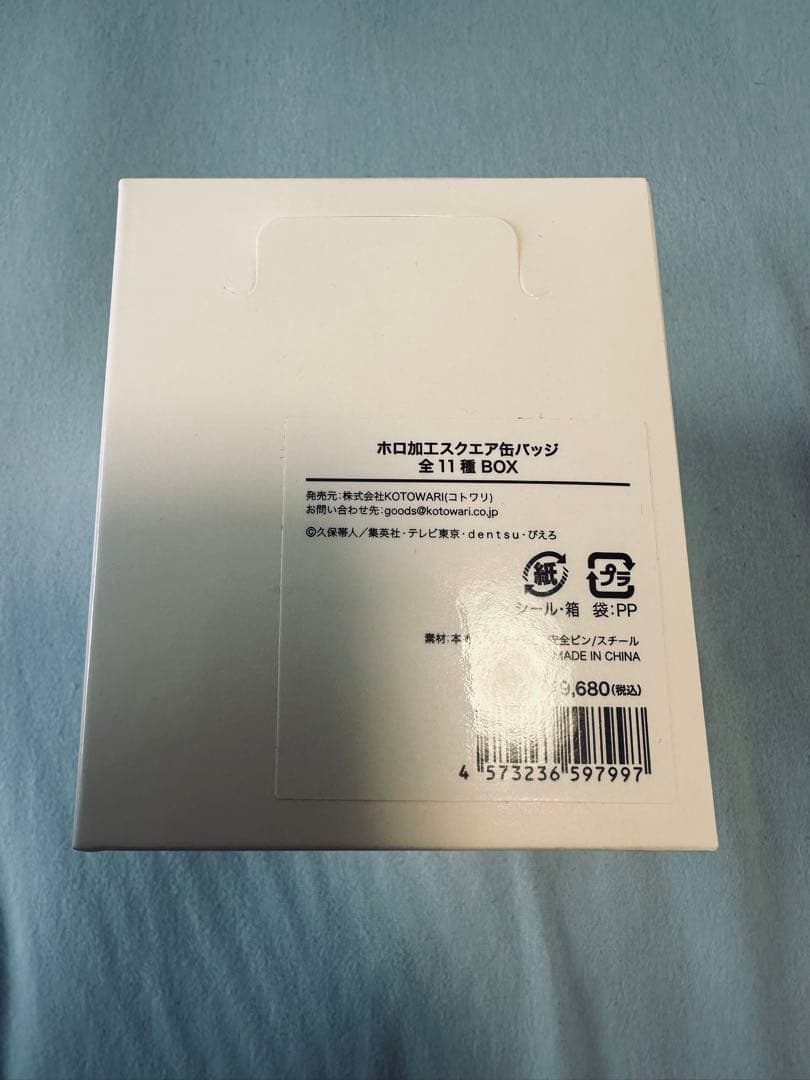 ホロ加工スクエア缶バッジ
全11種 BOX
発売元:株式会社KOTOWARI(コトワリ)
お問い合わせ先:goods@kotowari.co.jp
©久保帯人／集英社・テレビ東京・dentsu・ぴえろ
紙 プラ
シール・箱 袋:PP
素材:本 安全ピン/スチール
MADE IN CHINA
9,680(税込)
4 573236 597997